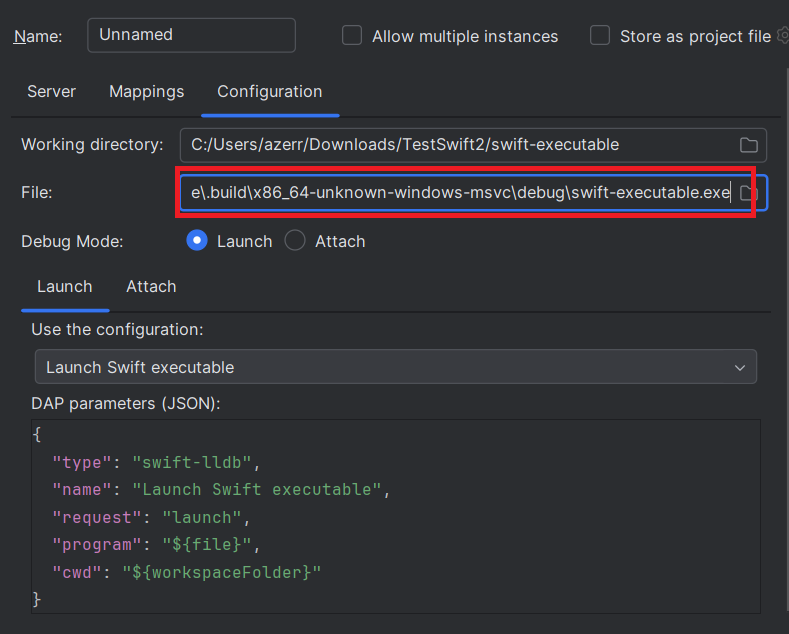 Name: Unnamed Allow multiple instances Store as project file
Server Mappings Configuration
Working directory: C:/Users/azerr/Downloads/TestSwift2/swift-executable
File: e\.build\x86_64-unknown-windows-msvc\debug\swift-executable.exe
Debug Mode: Launch Attach
Launch Attach
Use the configuration:
Launch Swift executable
DAP parameters (JSON):
{
  "type": "swift-lldb",
  "name": "Launch Swift executable",
  "request": "launch",
  "program": "${file}",
  "cwd": "${workspaceFolder}"
}